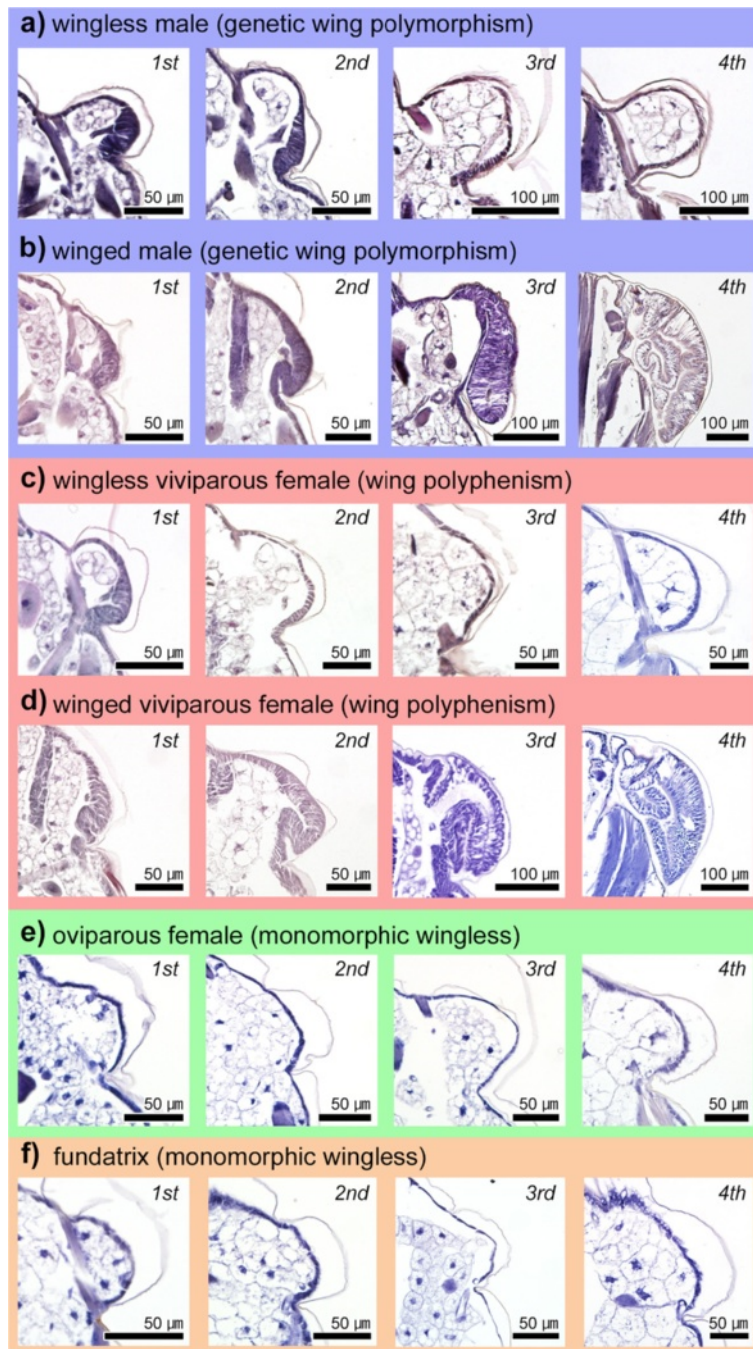 a) wingless male (genetic wing polymorphism)
1st 2nd 3rd 4th
50 µm 50 µm 100 µm 100 µm
b) winged male (genetic wing polymorphism)
1st 2nd 3rd 4th
50 µm 50 µm 100 µm 100 µm
c) wingless viviparous female (wing polyphenism)
1st 2nd 3rd 4th
50 µm 50 µm 50 µm 50 µm
d) winged viviparous female (wing polyphenism)
1st 2nd 3rd 4th
50 µm 50 µm 100 µm 100 µm
e) oviparous female (monomorphic wingless)
1st 2nd 3rd 4th
50 µm 50 µm 50 µm 50 µm
f) fundatrix (monomorphic wingless)
1st 2nd 3rd 4th
50 µm 50 µm 50 µm 50 µm